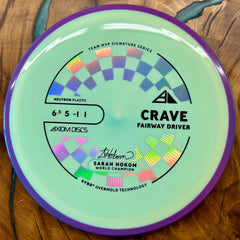 TEAM MVP SIGNATURE SERIES
NEUTRON PLASTIC
6.5 5 -1 1
AXIOM DISCS
CRAVE
FAIRWAY DRIVER
SARAH HOKOM
WORLD CHAMPION
GYRO® OVERMOLD TECHNOLOGY